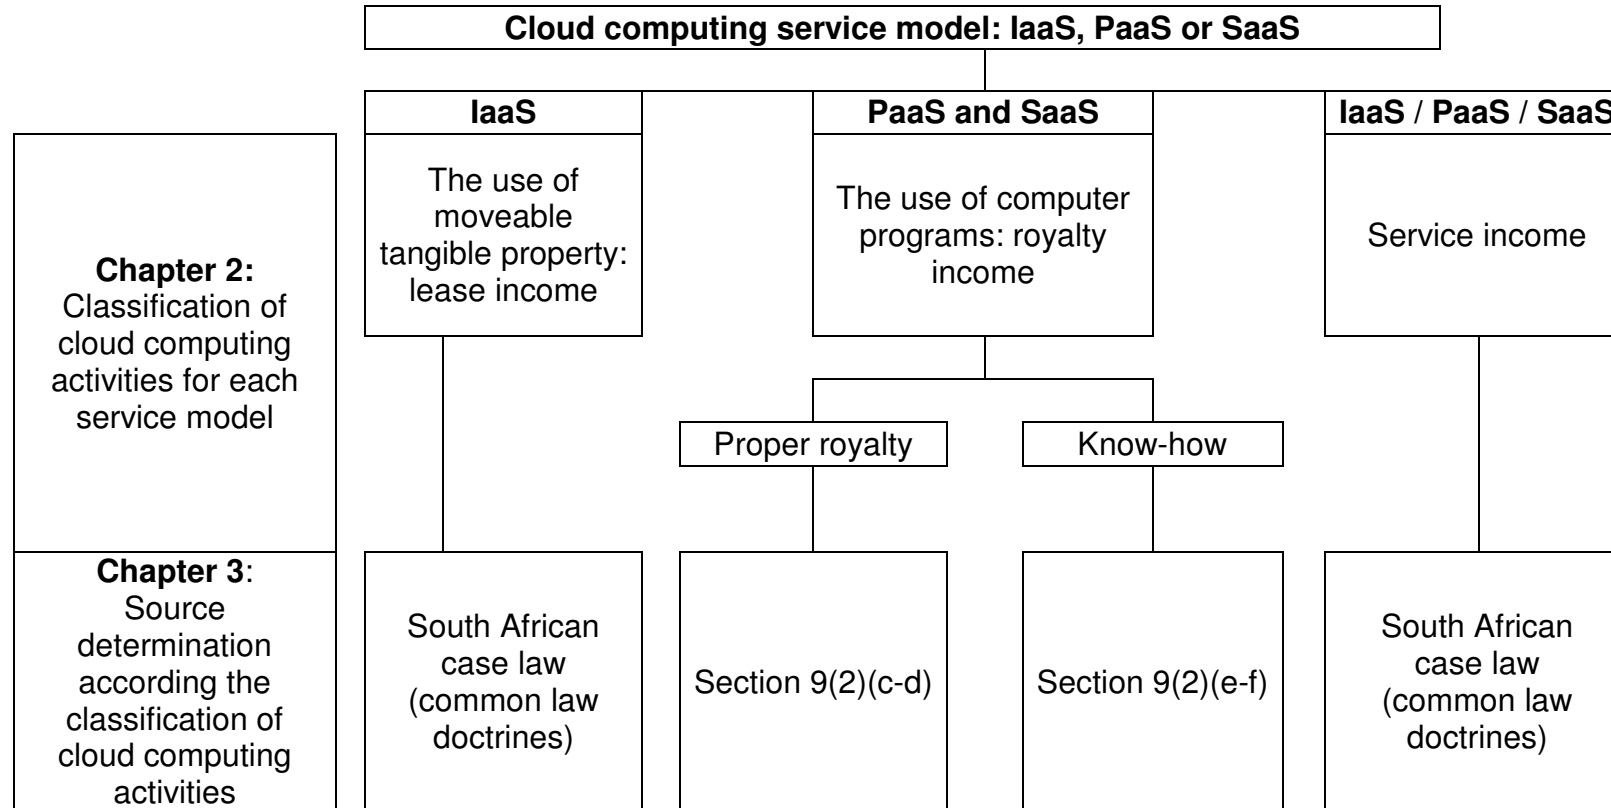 Cloud computing service model: IaaS, PaaS or SaaS
IaaS
PaaS and SaaS
IaaS / PaaS / SaaS
Chapter 2:
Classification of
cloud computing
activities for each
service model
The use of
moveable
tangible property:
lease income
The use of computer
programs: royalty
income
Service income
Proper royalty
Know-how
Chapter 3:
Source
determination
according the
classification of
cloud computing
activities
South African
case law
(common law
doctrines)
Section 9(2)(c-d)
Section 9(2)(e-f)
South African
case law
(common law
doctrines)